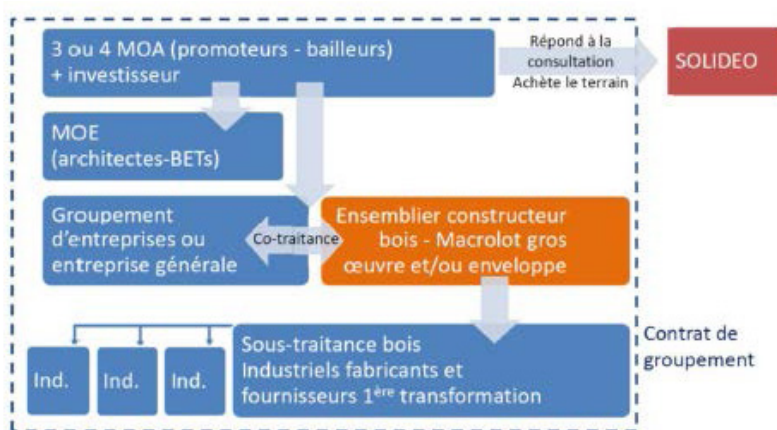 3 ou 4 MOA (promoteurs - bailleurs)
+ investisseur
Répond à la
consultation
Achète le terrain
SOLIDEO
MOE
(architectes-BETs)
Groupement
d'entreprises ou
entreprise générale
Co-traitance
Ensemblier constructeur
bois - Macrolot gros
œuvre et/ou enveloppe
Ind.
Ind.
Ind.
Sous-traitance bois
Industriels fabricants et
fournisseurs 1ère transformation
Contrat de
groupement